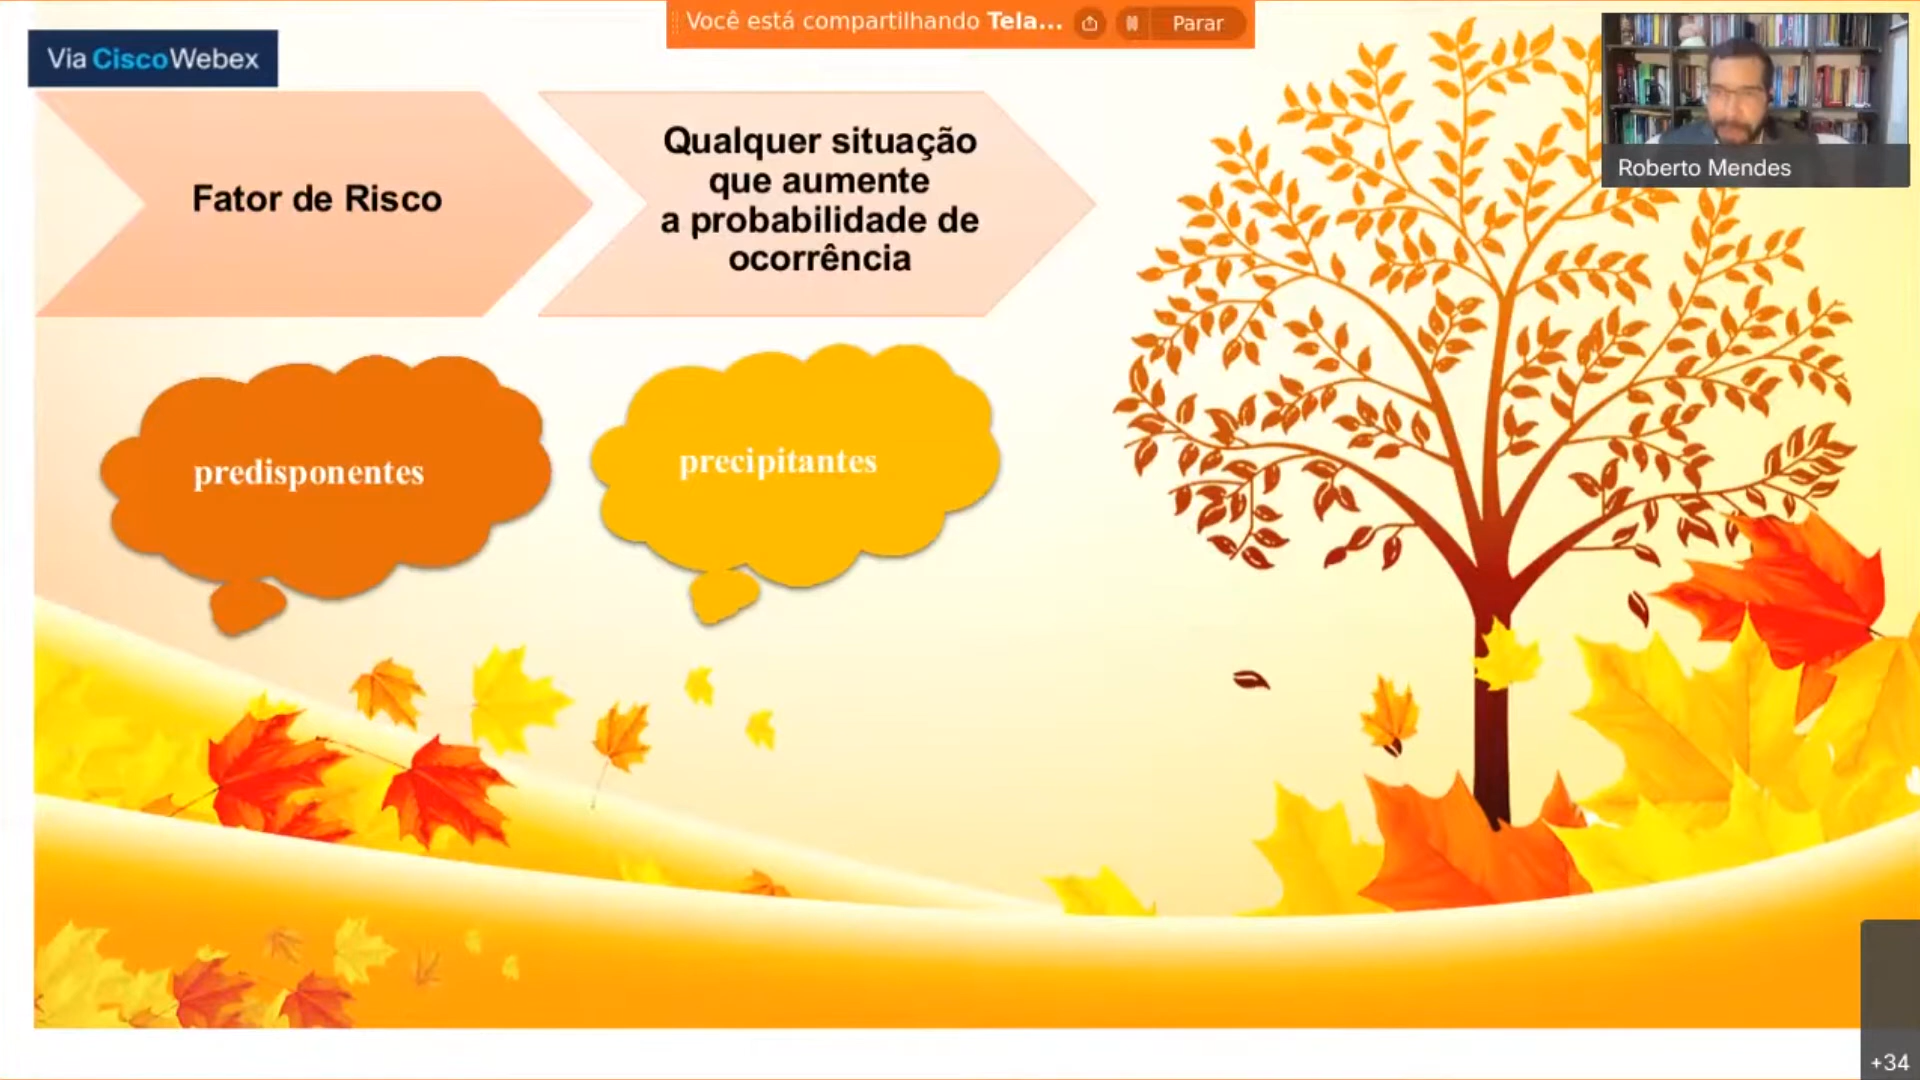 Você está compartilhando Tela... Parar
Via CiscoWebex
Roberto Mendes
Fator de Risco
Qualquer situação
que aumente
a probabilidade de
ocorrência
predisponentes
precipitantes
+34